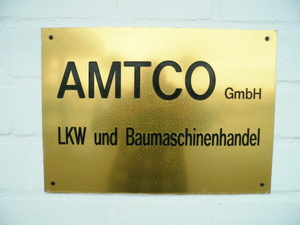 AMTCO GmbH
LKW und Baumaschinenhandel